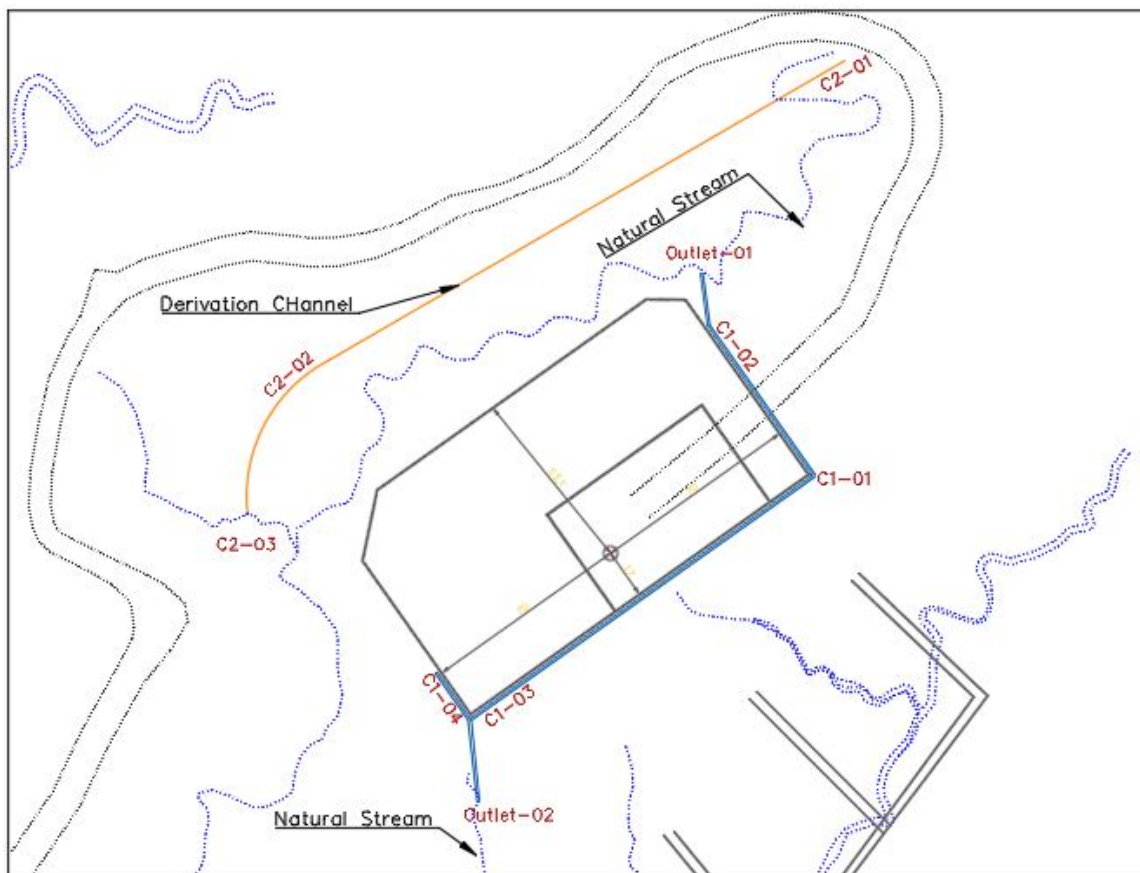 C2-01
Natural Stream
Outlet-01
Derivation CHannel
C1-02
C2-02
C1-01
C2-03
C1-03
C1-04
Outlet-02
Natural Stream